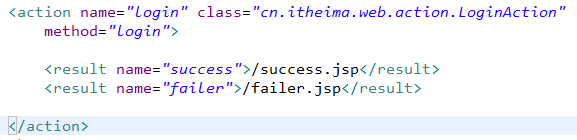 <action name="login" class="cn.itheima.web.action.LoginAction"
method="login">
<result name="success">/success.jsp</result>
<result name="failer">/failer.jsp</result>
</action>